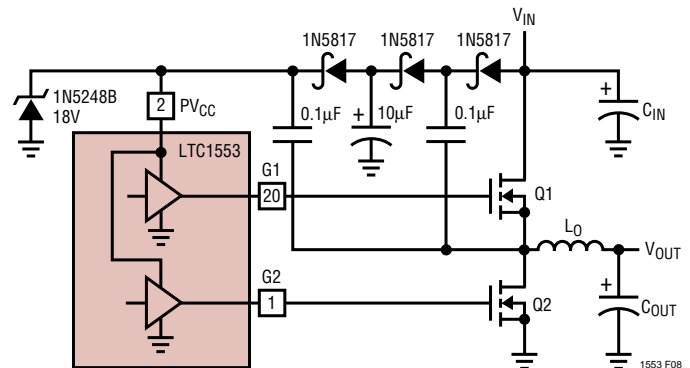 V_IN
1N5817 1N5817 1N5817
1N5248B
18V
2 PV_CC
0.1µF + 10µF 0.1µF
+ C_IN
LTC1553
G1
20
Q1
L_O
V_OUT
G2
1
Q2
+ C_OUT
1553 F08